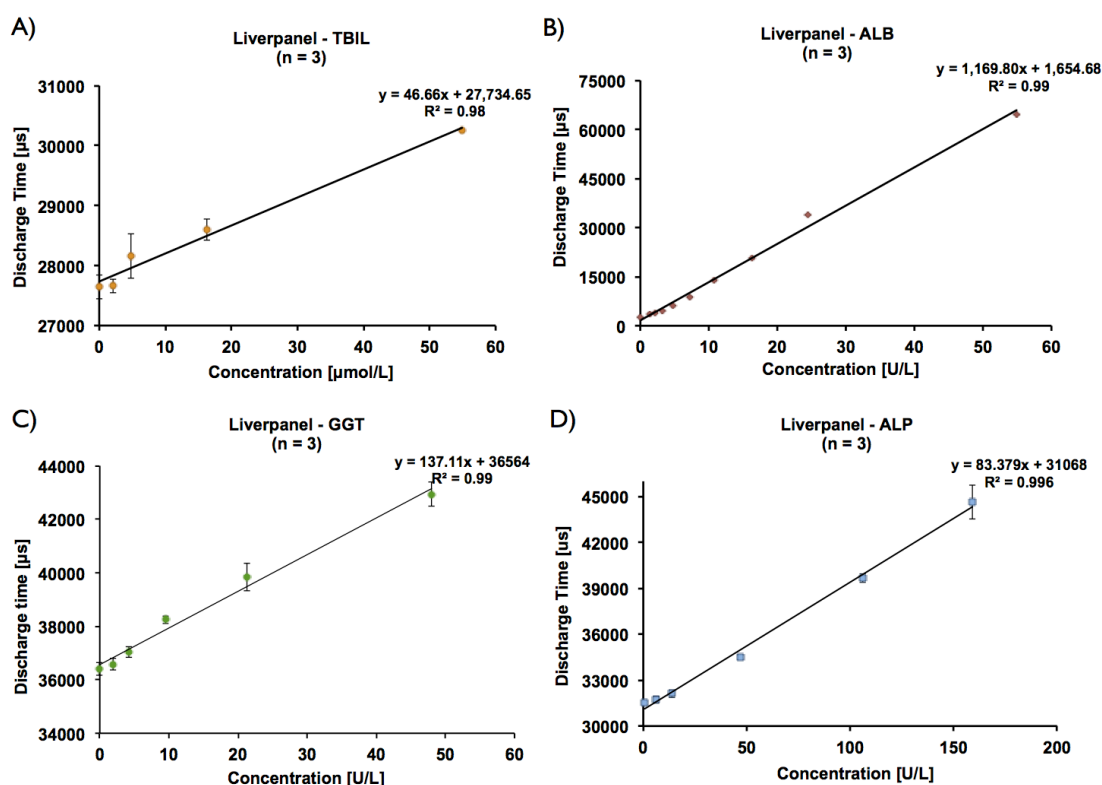 A)
Liverpanel - TBIL
(n = 3)
y = 46.66x + 27,734.65
R² = 0.98
Discharge Time [µs]
31000
30000
29000
28000
27000
0 10 20 30 40 50 60
Concentration [µmol/L]
B)
Liverpanel - ALB
(n = 3)
y = 1,169.80x + 1,654.68
R² = 0.99
Discharge Time [µs]
75000
60000
45000
30000
15000
0
0 10 20 30 40 50 60
Concentration [U/L]
C)
Liverpanel - GGT
(n = 3)
y = 137.11x + 36564
R² = 0.99
Discharge time [µs]
44000
42000
40000
38000
36000
34000
0 10 20 30 40 50 60
Concentration [U/L]
D)
Liverpanel - ALP
(n = 3)
y = 83.379x + 31068
R² = 0.996
Discharge Time [us]
45000
42000
39000
36000
33000
30000
0 50 100 150 200
Concentration [U/L]